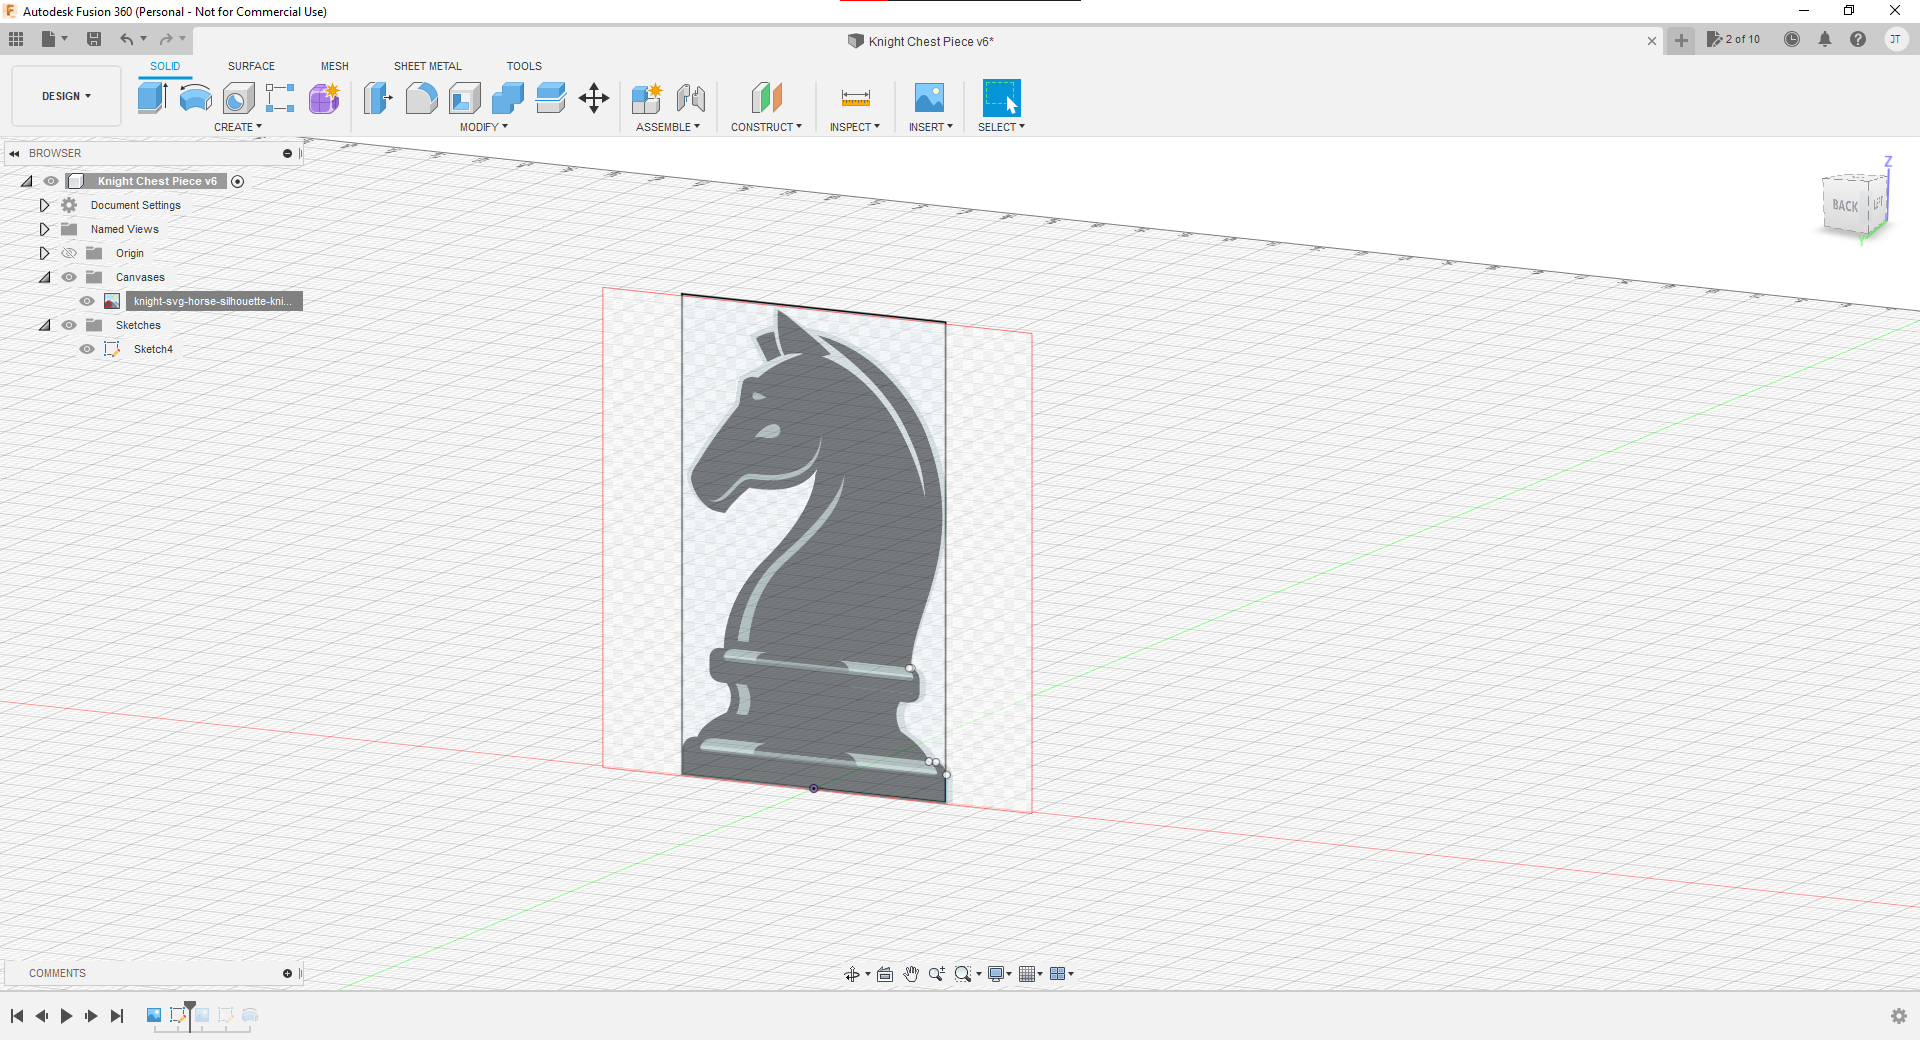 Autodesk Fusion 360 (Personal - Not for Commercial Use)
Knight Chest Piece v6*
2 of 10
JT
SOLID SURFACE MESH SHEET METAL TOOLS
DESIGN
CREATE MODIFY ASSEMBLE CONSTRUCT INSPECT INSERT SELECT
BROWSER
Knight Chest Piece v6
Document Settings
Named Views
Origin
Canvases
knight-svg-horse-silhouette-kni...
Sketches
Sketch4
Z
BACK
LEFT
Y
COMMENTS